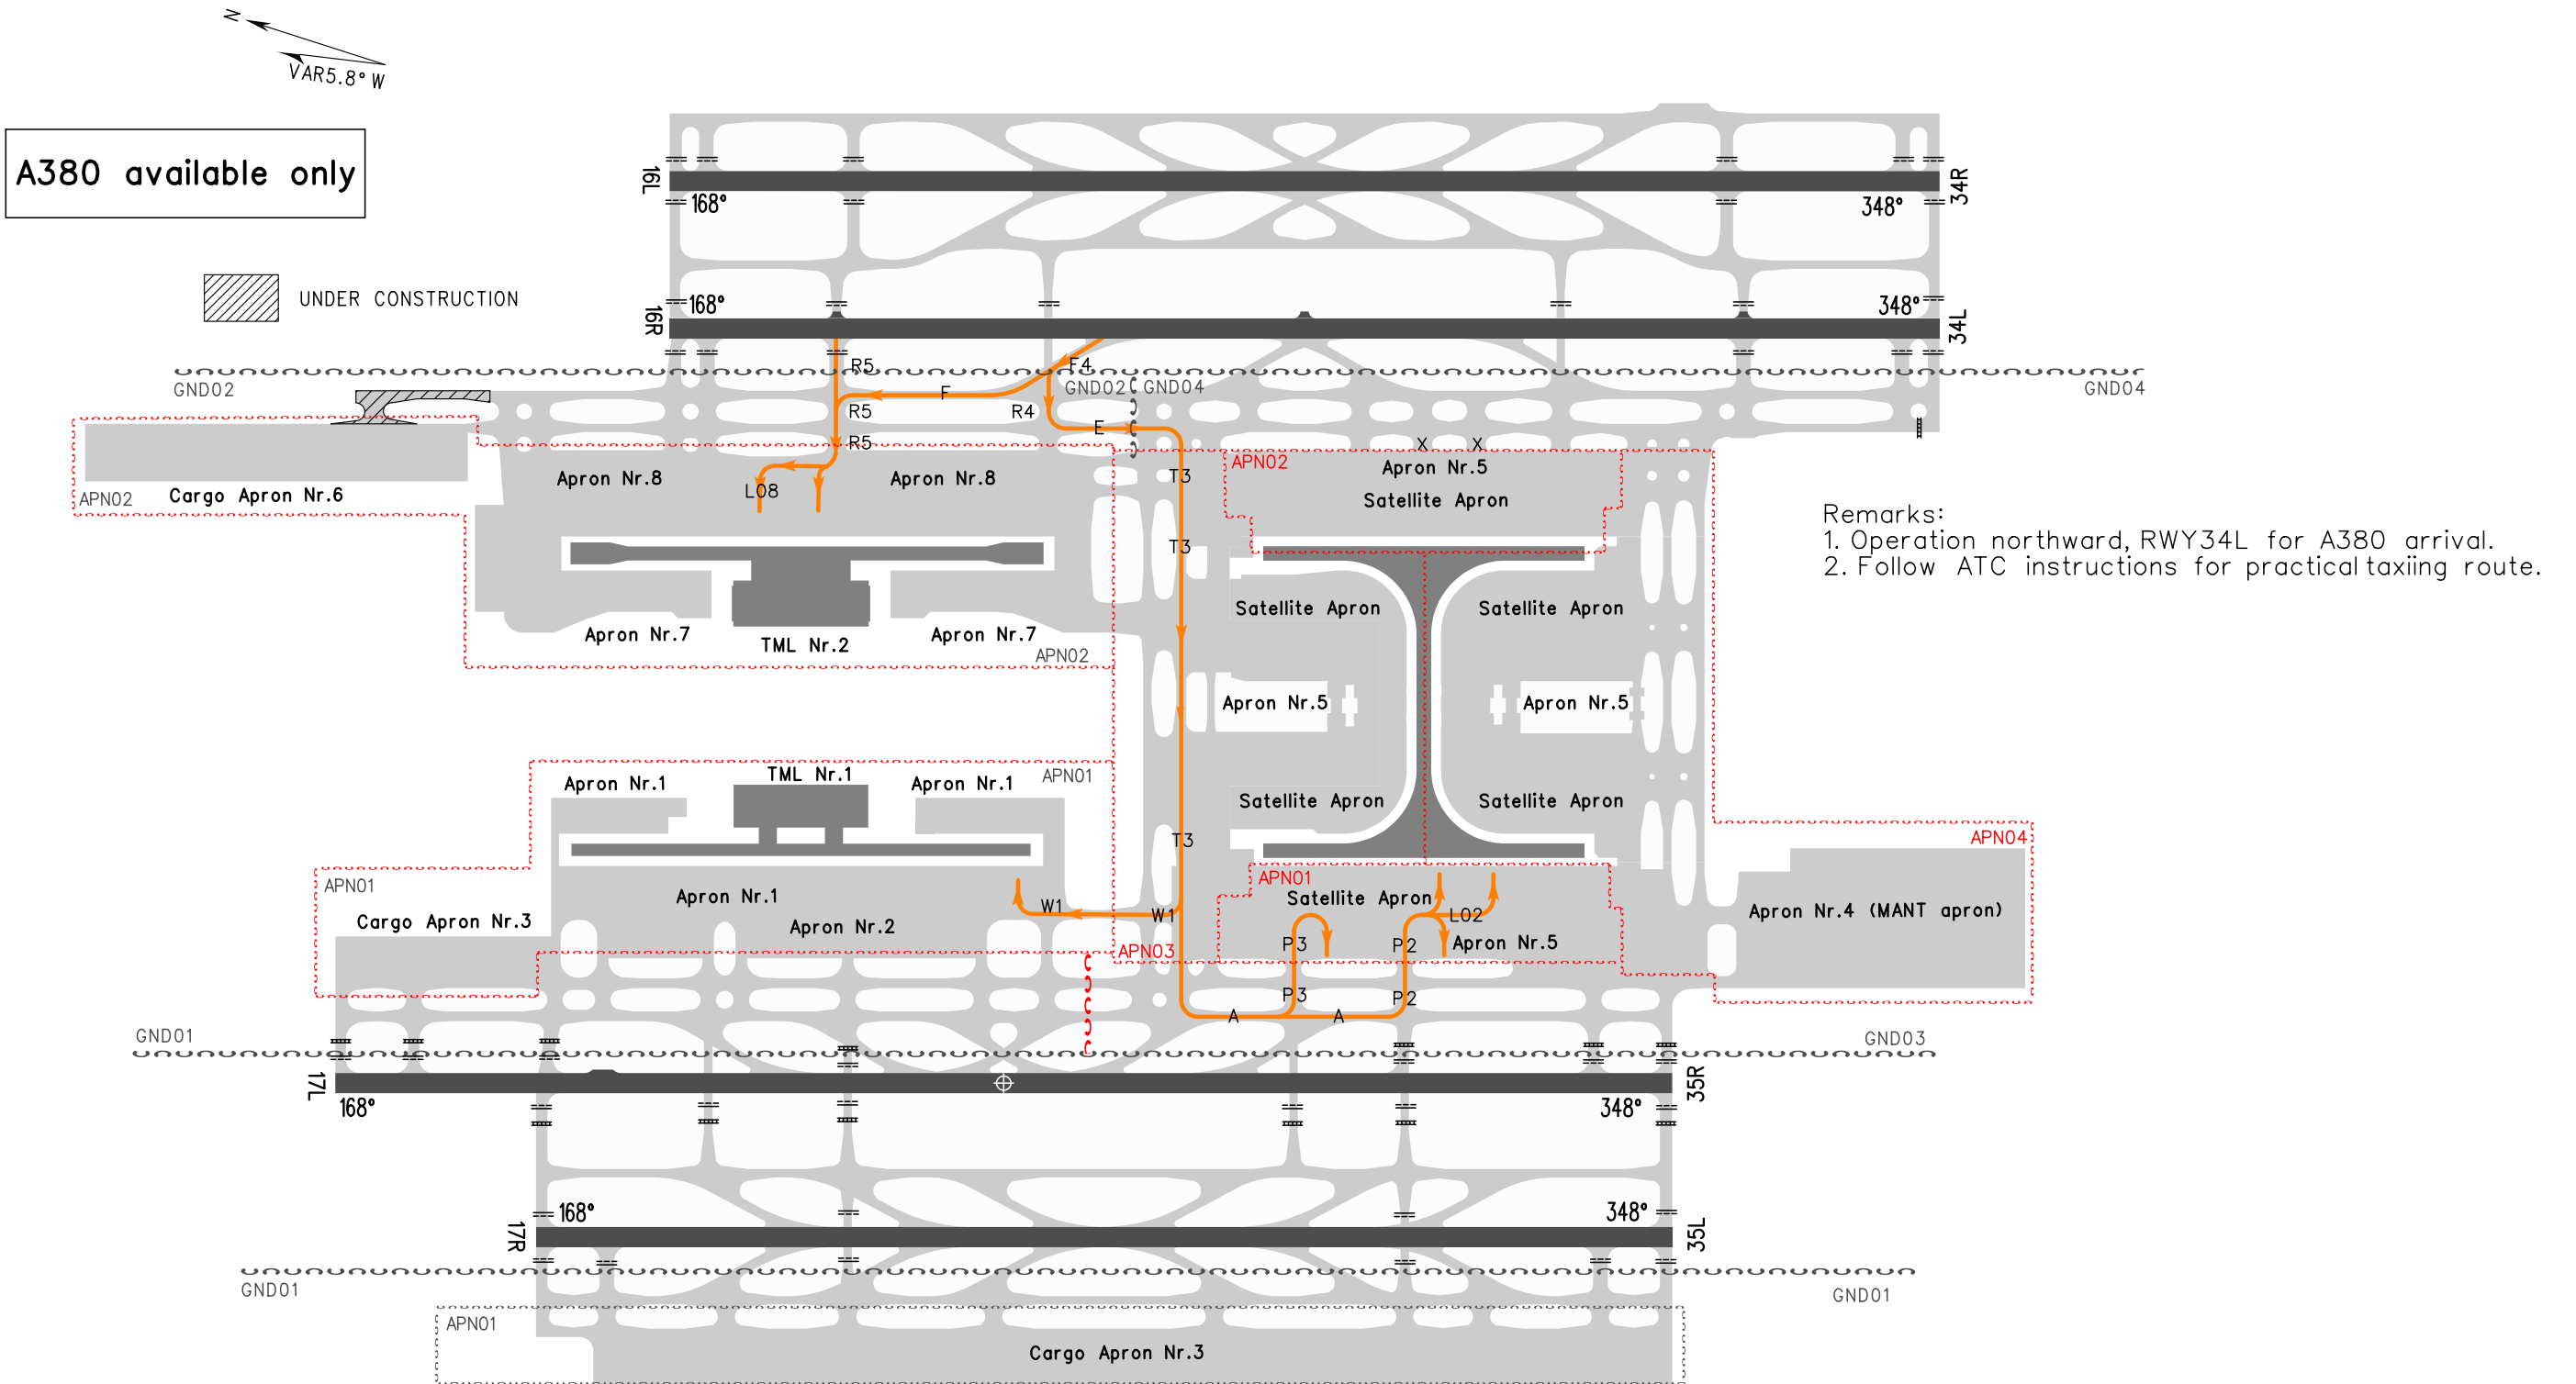 N
VAR5.8° W
A380 available only
UNDER CONSTRUCTION
16L
168°
348°
34R
16R
168°
348°
34L
GND02
R5
F4
GND02
GND04
GND04
F
R5
R4
E
R5
X
X
APN02
Cargo Apron Nr.6
Apron Nr.8
Apron Nr.8
L08
T3
APN02
Apron Nr.5
Satellite Apron
Remarks:
1. Operation northward, RWY34L for A380 arrival.
2. Follow ATC instructions for practical taxiing route.
T3
Satellite Apron
Satellite Apron
Apron Nr.7
TML Nr.2
Apron Nr.7
APN02
Apron Nr.5
Apron Nr.5
Apron Nr.1
TML Nr.1
Apron Nr.1
APN01
Satellite Apron
Satellite Apron
T3
APN04
APN01
Cargo Apron Nr.3
Apron Nr.1
Apron Nr.2
W1
W1
APN03
APN01
Satellite Apron
L02
P3
P2
Apron Nr.5
Apron Nr.4 (MANT apron)
P3
P2
A
A
GND01
GND03
17L
168°
348°
35R
17R
168°
348°
35L
GND01
GND01
APN01
Cargo Apron Nr.3